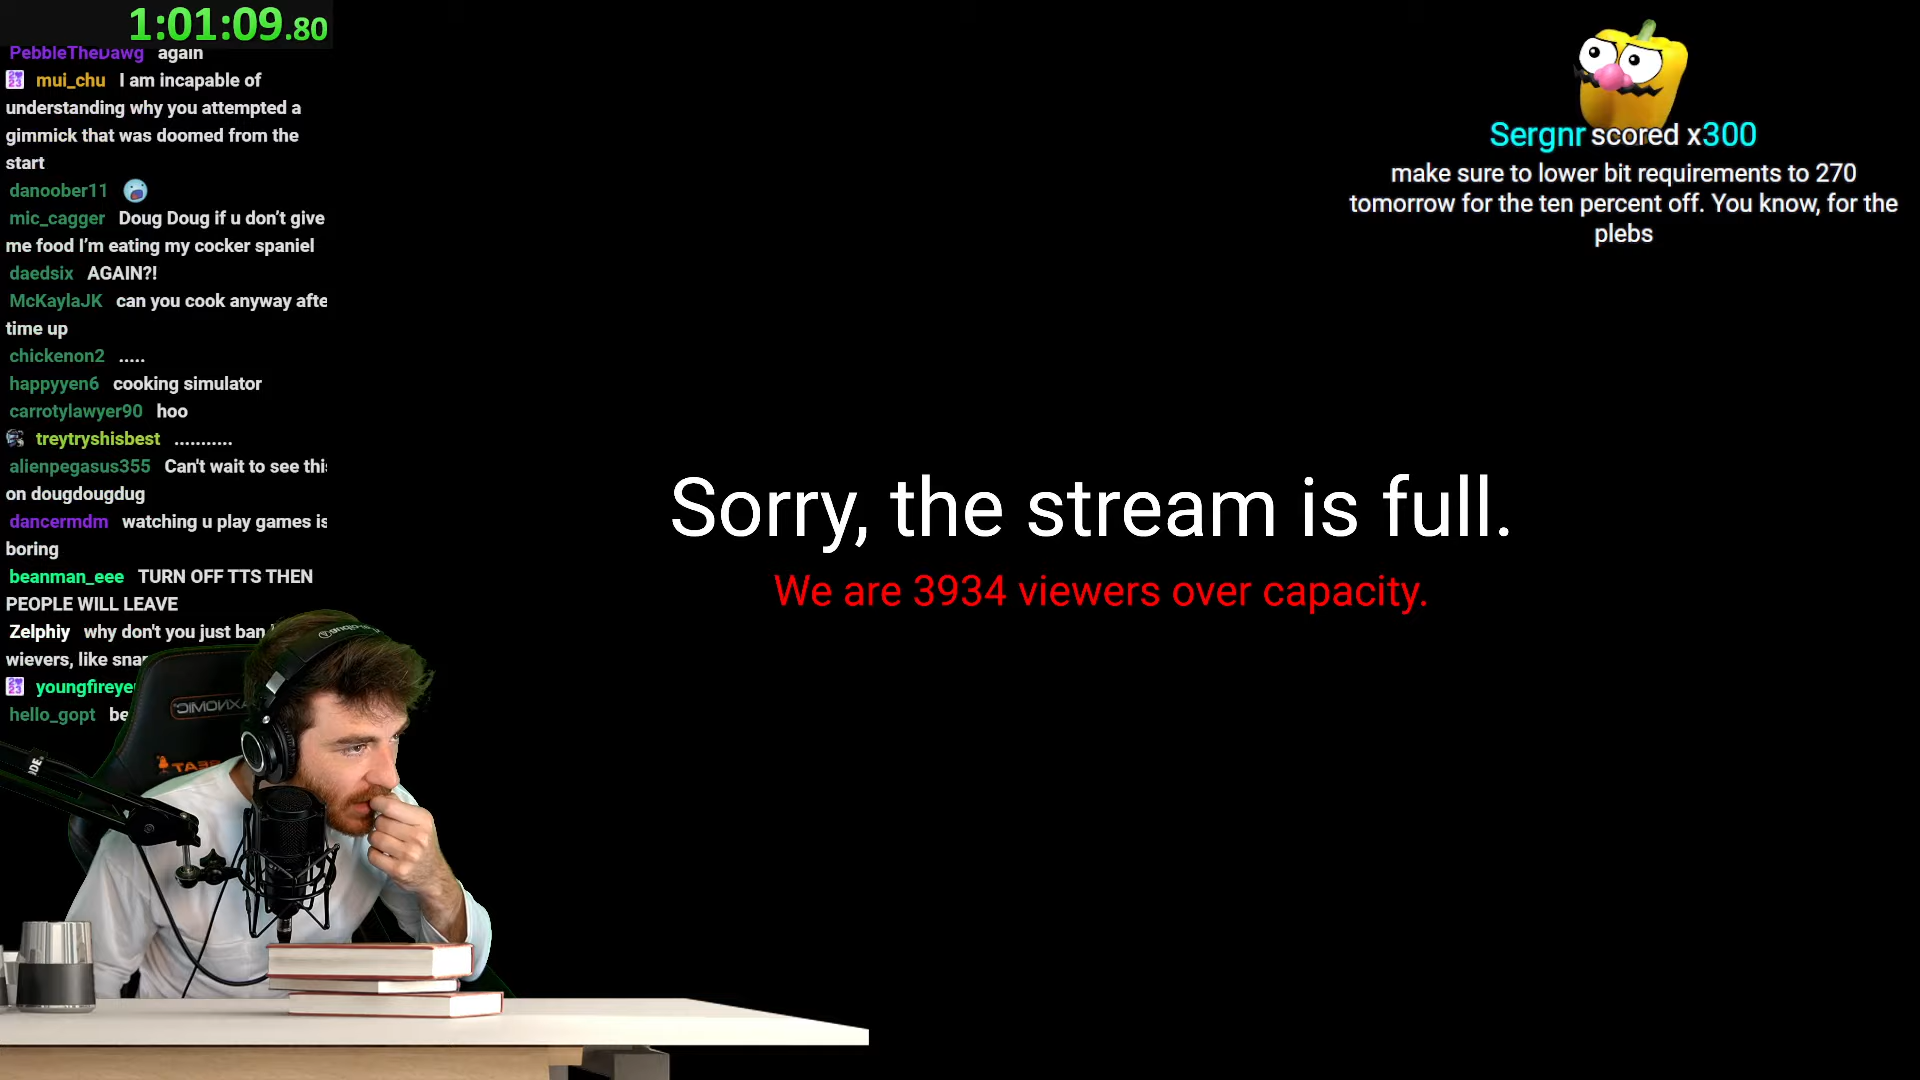 1:01:09.80
PebbleTheDawg again
mui_chu I am incapable of
understanding why you attempted a
gimmick that was doomed from the
start
danoober11
mic_cagger Doug Doug if u don't give
me food I'm eating my cocker spaniel
daedsix AGAIN?!
McKaylaJK can you cook anyway afte
time up
chickenon2 .....
happyyen6 cooking simulator
carrotylawyer90 hoo
treytryshisbest ...........
alienpegasus355 Can't wait to see this
on dougdougdug
dancermdm watching u play games is
boring
beanman_eee TURN OFF TTS THEN
PEOPLE WILL LEAVE
Zelphiy why don't you just ban
wievers, like snap
youngfireye
hello_gopt be
Sergnr scored x300
make sure to lower bit requirements to 270
tomorrow for the ten percent off. You know, for the
plebs
Sorry, the stream is full.
We are 3934 viewers over capacity.